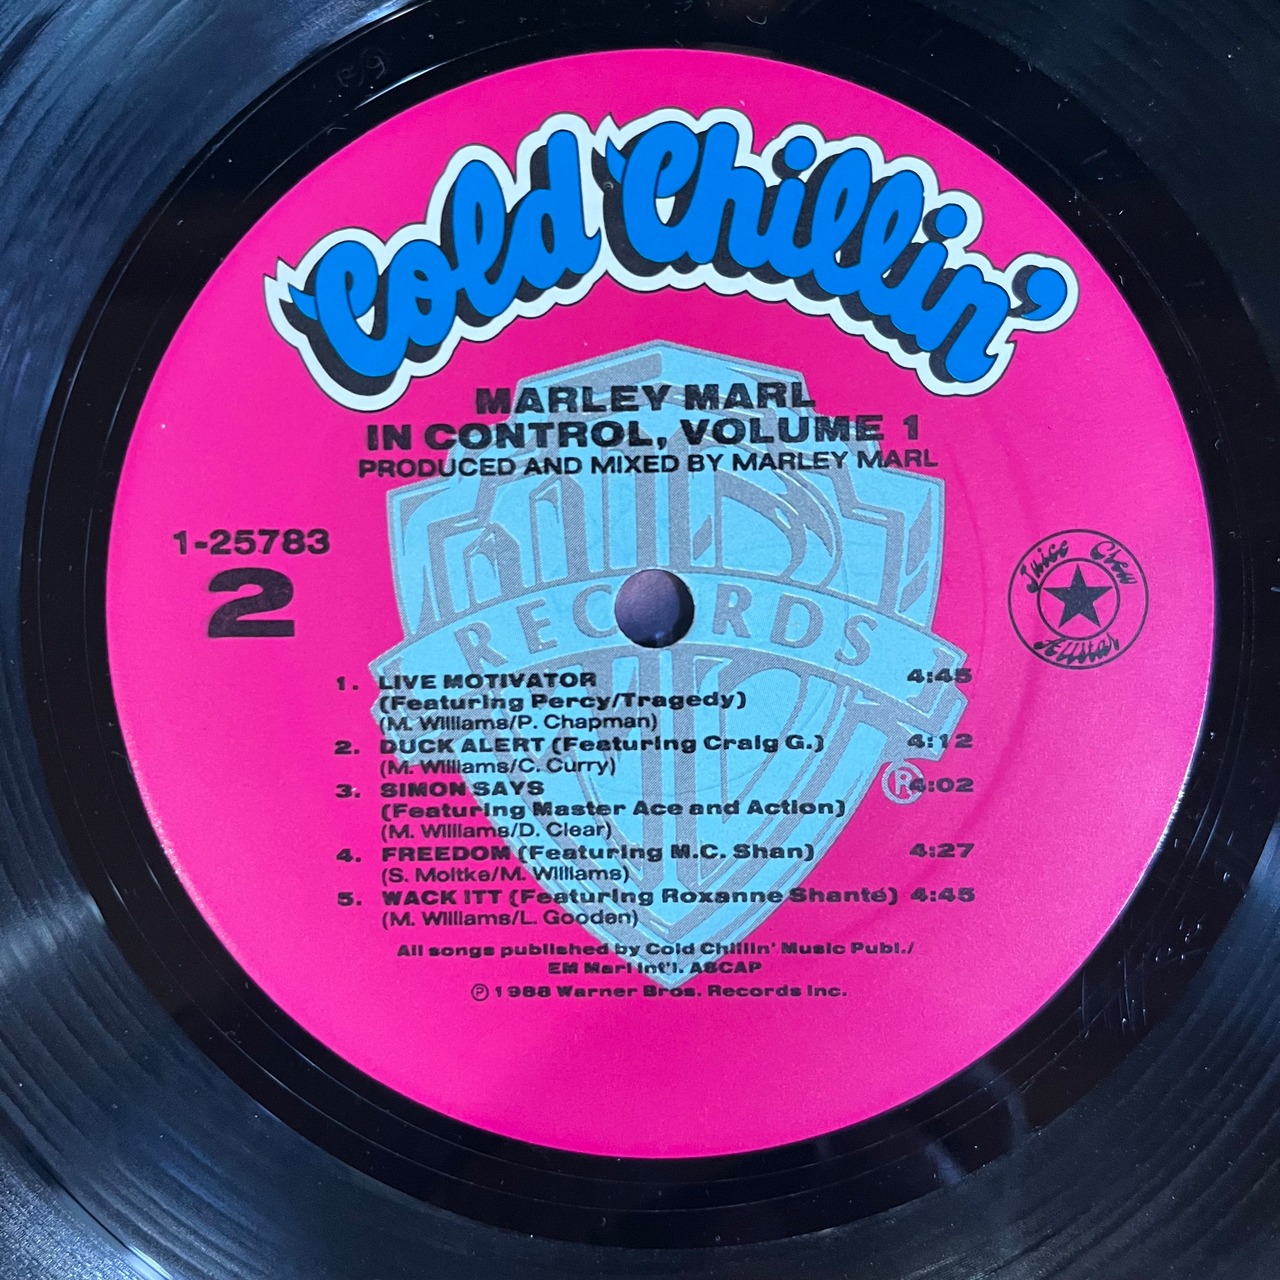 Cold Chillin'
MARLEY MARL
IN CONTROL, VOLUME 1
PRODUCED AND MIXED BY MARLEY MARL
1-25783
2
Juice Crew
Allstar
RECORDS
1. LIVE MOTIVATOR 4:45
(Featuring Percy/Tragedy)
(M. Williams/P. Chapman)
2. DUCK ALERT (Featuring Craig G.) 4:12
(M. Williams/C. Curry)
3. SIMON SAYS 4:02
(Featuring Master Ace and Action)
(M. Williams/D. Clear)
4. FREEDOM (Featuring M.C. Shan) 4:27
(S. Moltke/M. Williams)
5. WACK ITT (Featuring Roxanne Shanté) 4:45
(M. Williams/L. Gooden)
®
All songs published by Cold Chillin' Music Publ./
EM Marl Int'l. ASCAP
℗ 1988 Warner Bros. Records Inc.